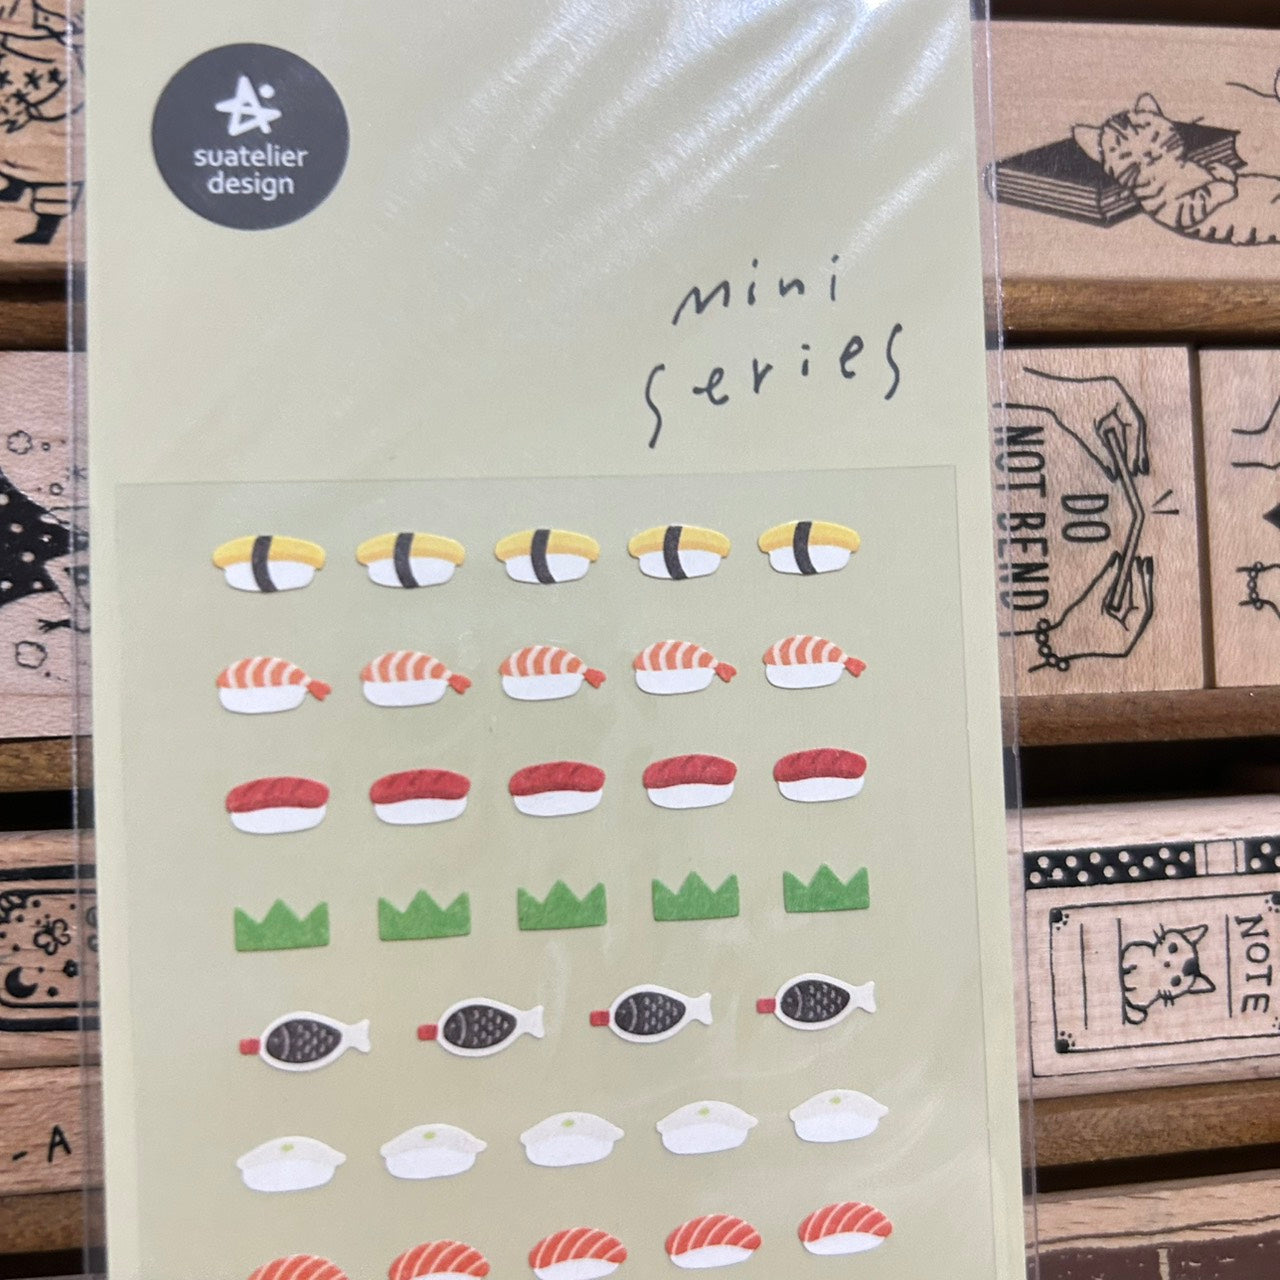 suatelier
design
mini
series
DO
NOT BEND!
NOTE
- A